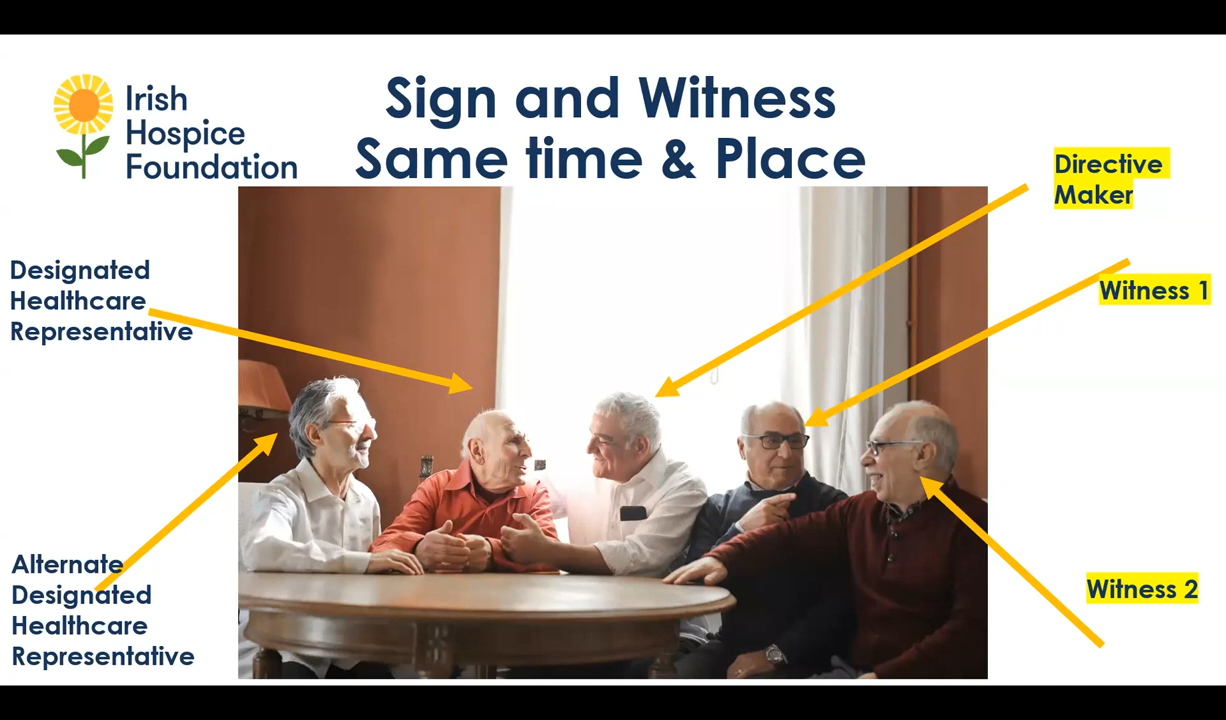 Irish
Hospice
Foundation
Sign and Witness
Same time & Place
Directive
Maker
Designated
Healthcare
Representative
Witness 1
Alternate
Designated
Healthcare
Representative
Witness 2